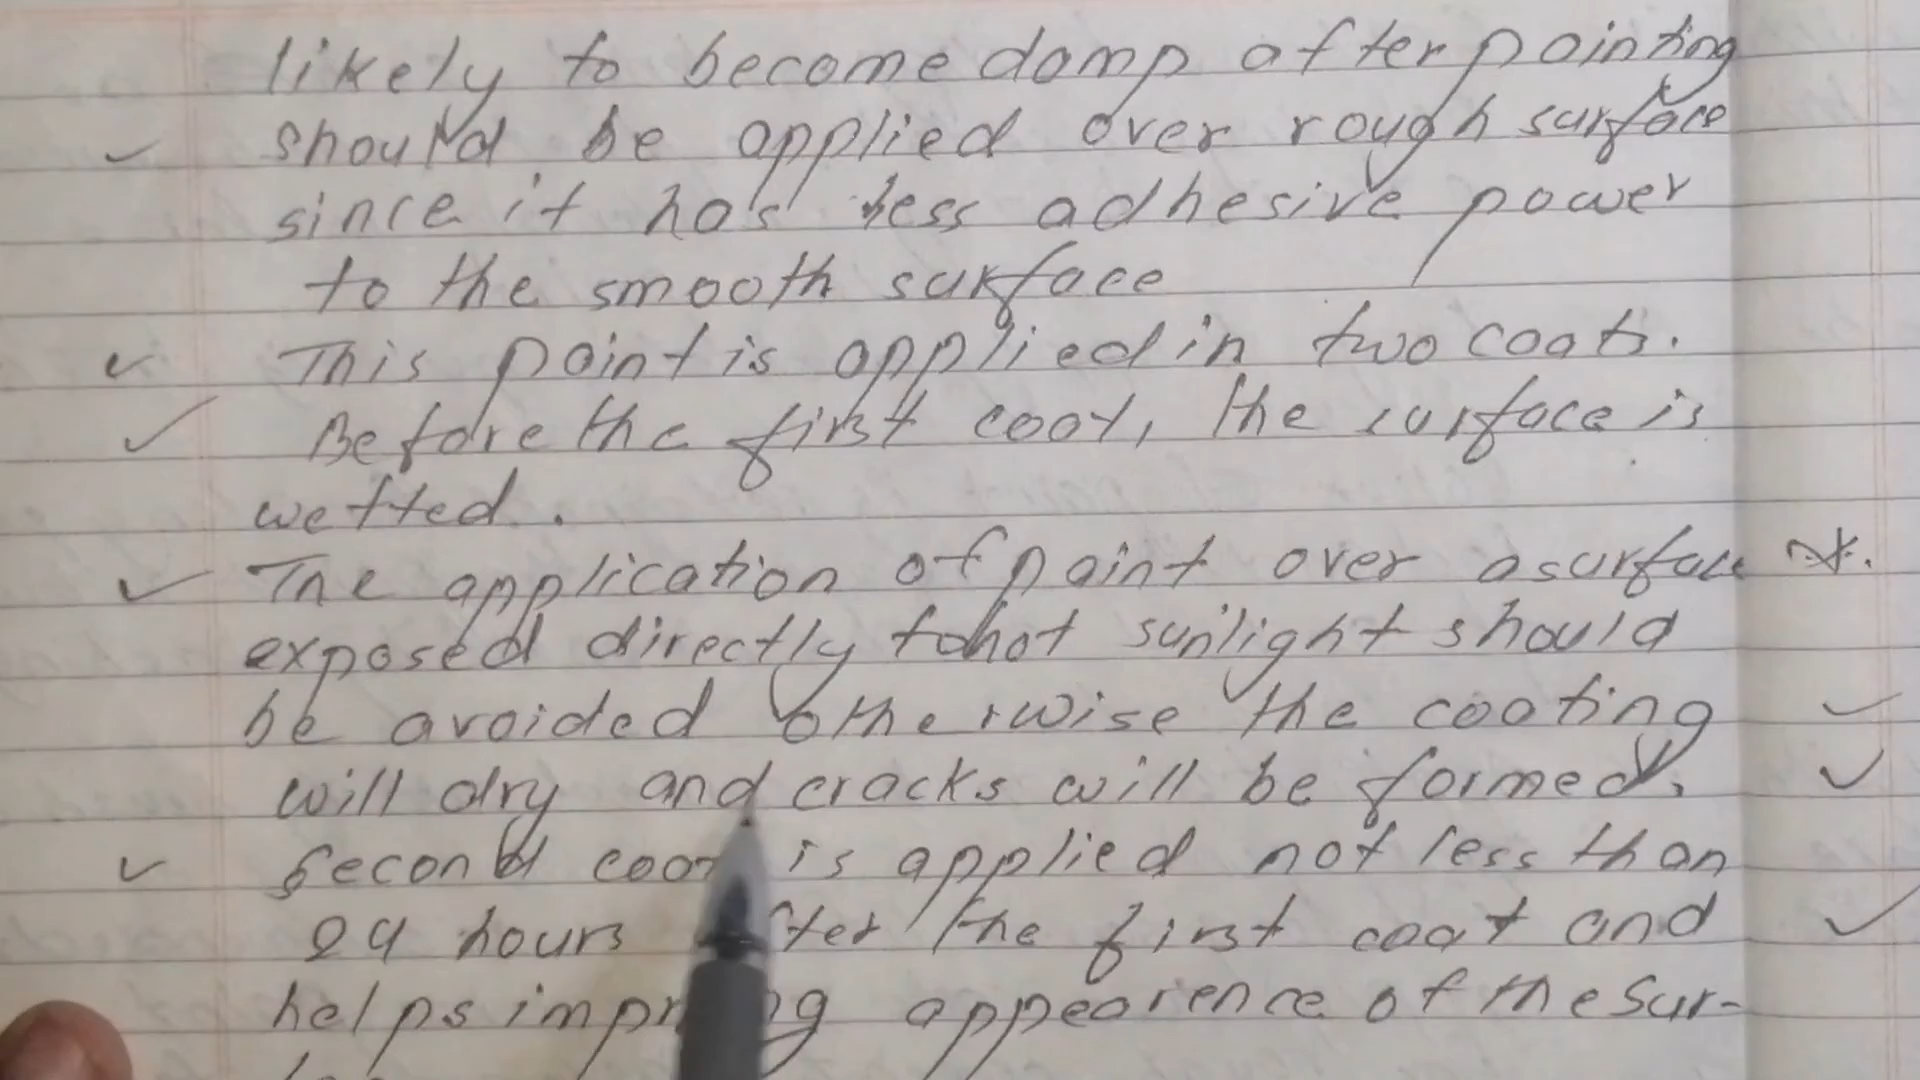 likely to become damp after painting
should be applied over rough surface
since it has less adhesive power
to the smooth surface
This paint is applied in two coats.
Before the first coat, the surface is
wetted.
The application of paint over a surface
exposed directly to hot sunlight should
be avoided otherwise the coating
will dry and cracks will be formed.
Second coat is applied not less than
24 hours the first coat and
helps appearence of the sur-